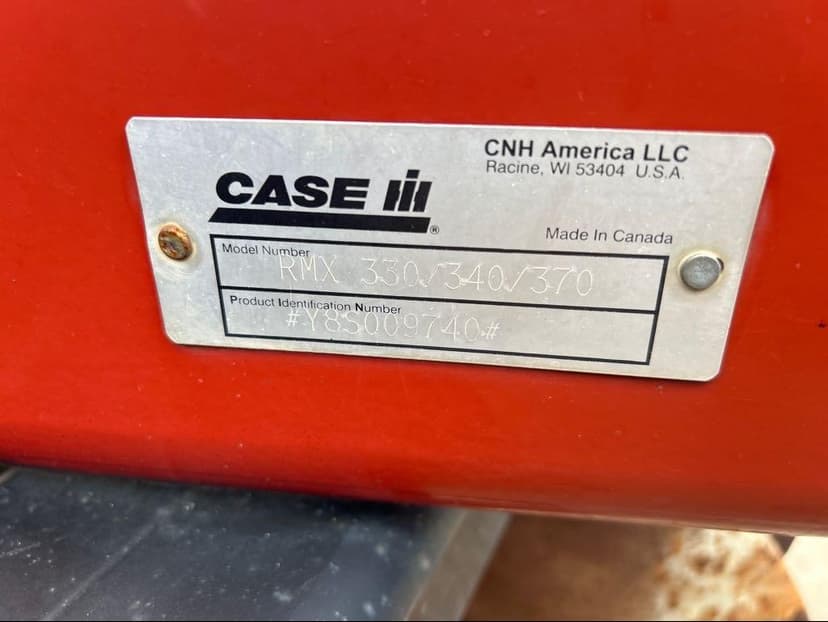 CNH America LLC
Racine, WI 53404 U.S.A.
CASE IH®
Made In Canada
Model Number
RMX 330/340/370
Product Identification Number
#Y8S009740#